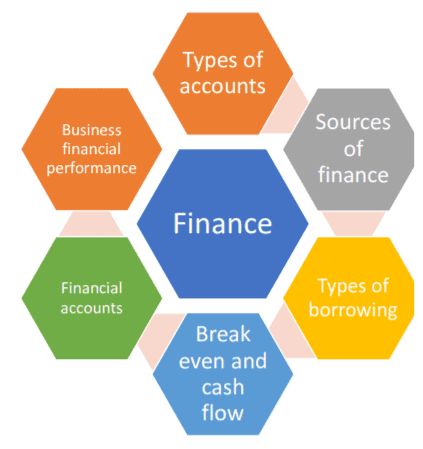 Types of
accounts
Sources
of
finance
Types of
borrowing
Break
even and
cash
flow
Financial
accounts
Business
financial
performance
Finance